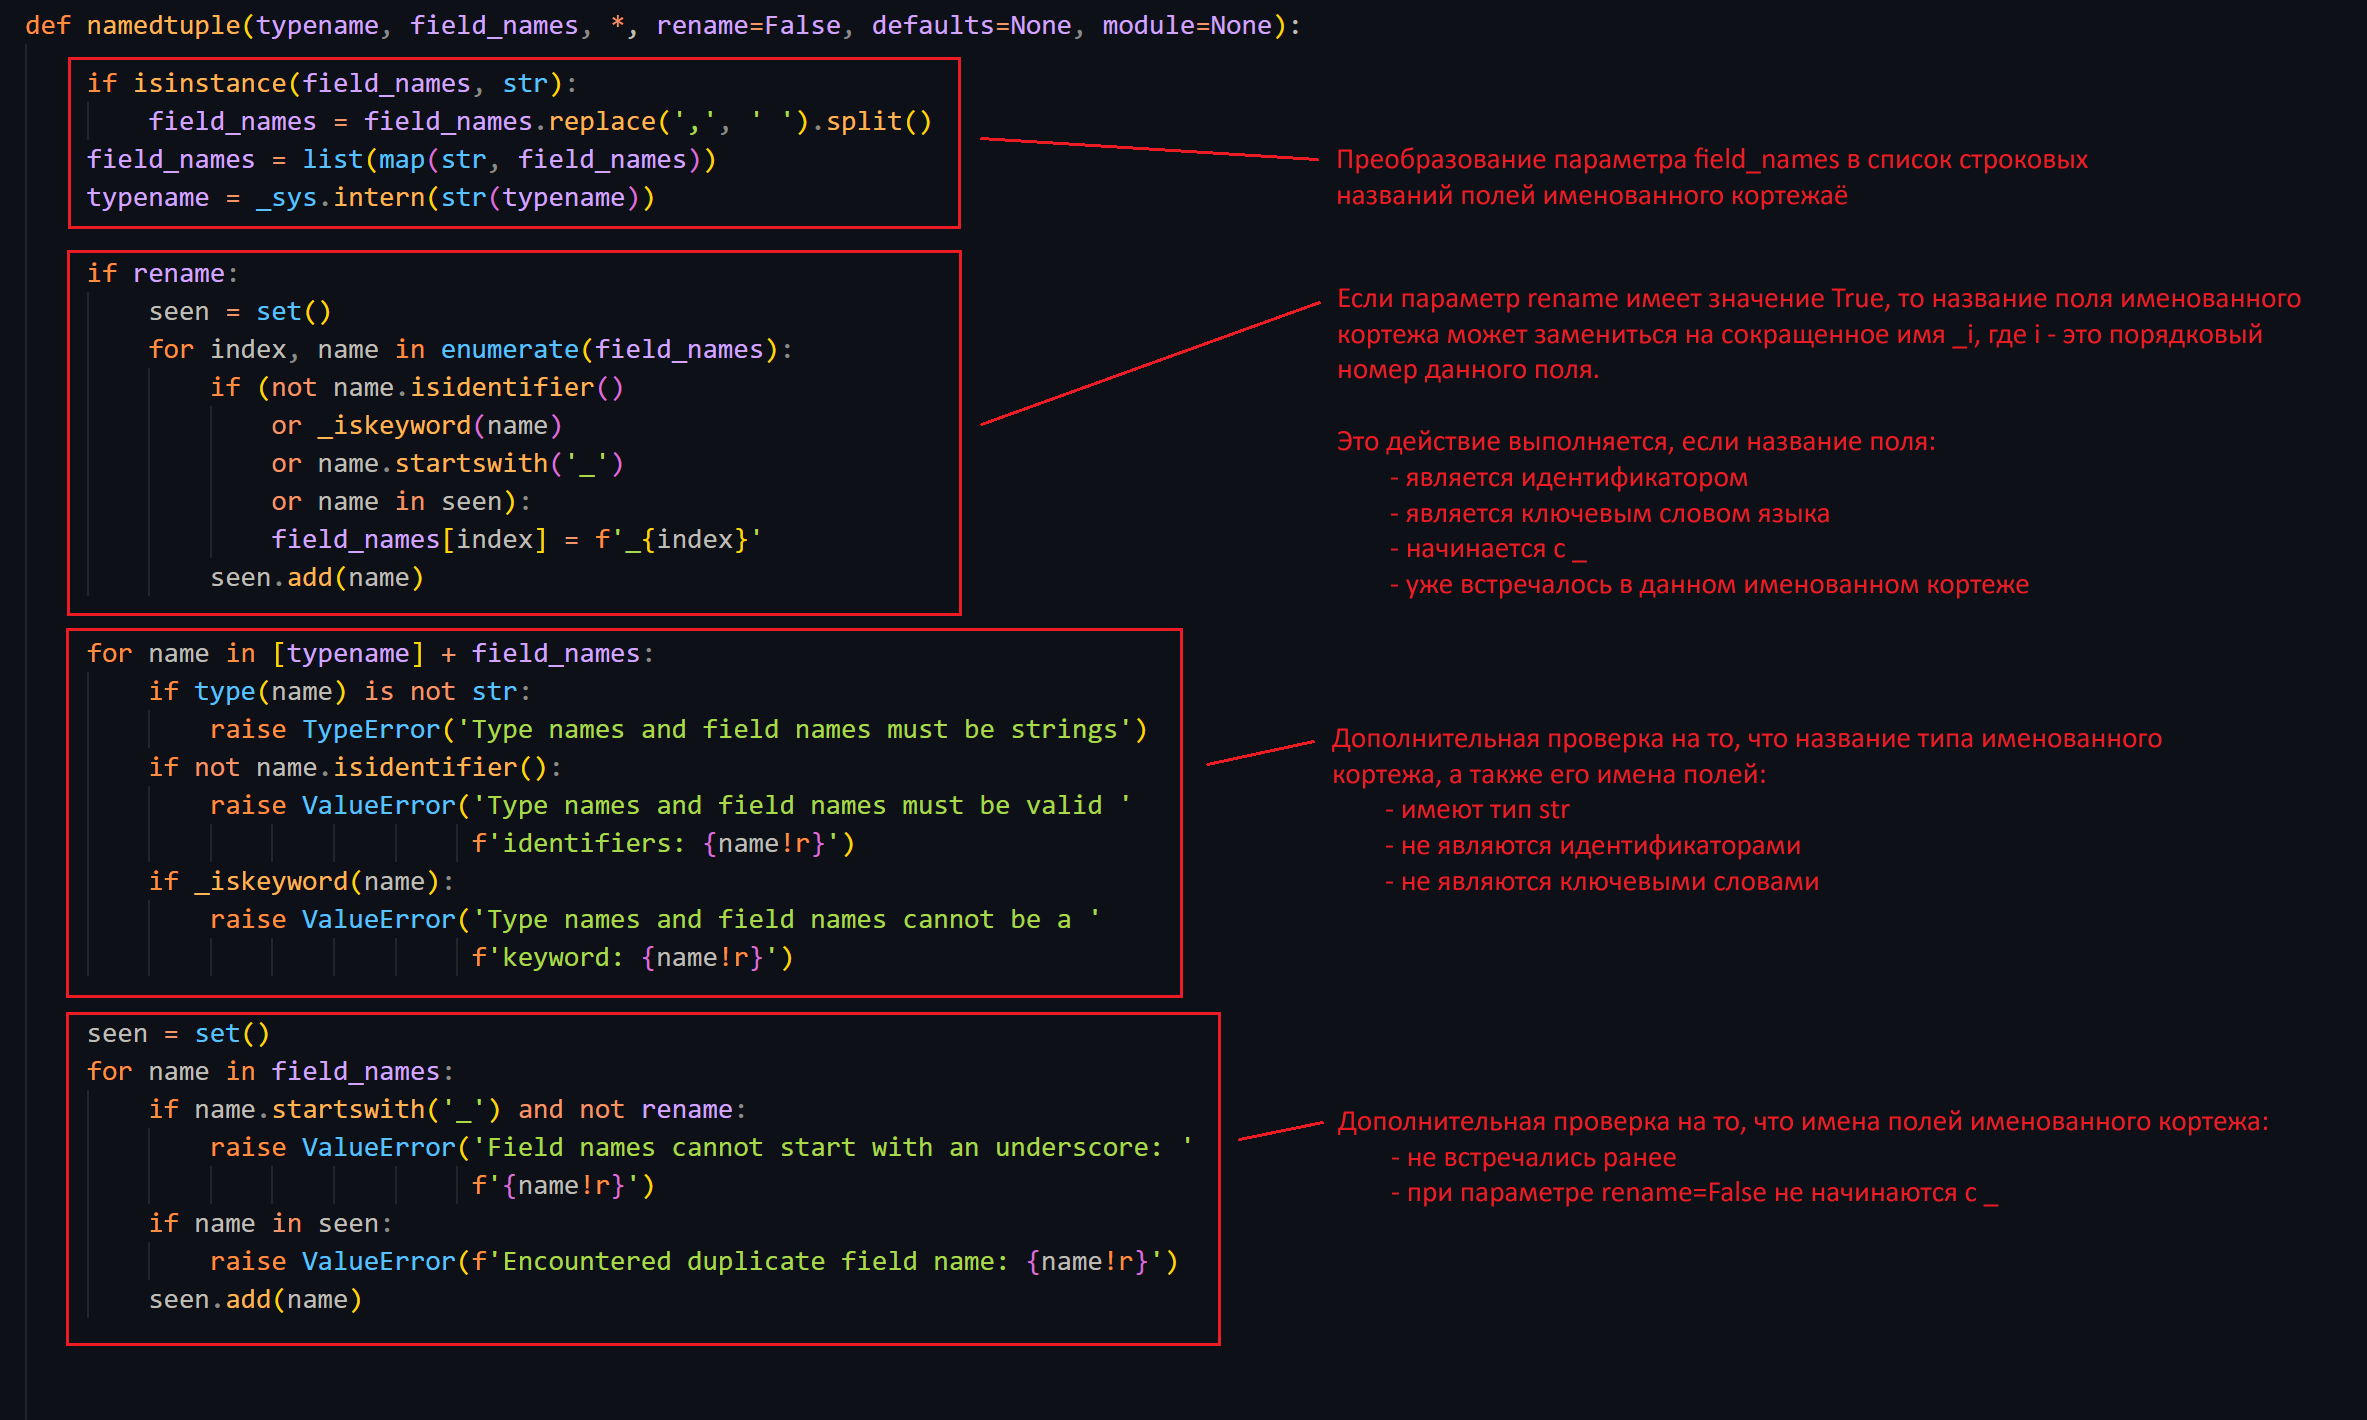 def namedtuple(typename, field_names, *, rename=False, defaults=None, module=None):
if isinstance(field_names, str):
field_names = field_names.replace(',', ' ').split()
field_names = list(map(str, field_names))
typename = _sys.intern(str(typename))
Преобразование параметра field_names в список строковых
названий полей именованного кортежаё
if rename:
seen = set()
for index, name in enumerate(field_names):
if (not name.isidentifier()
or _iskeyword(name)
or name.startswith('_')
or name in seen):
field_names[index] = f'_{index}'
seen.add(name)
Если параметр rename имеет значение True, то название поля именованного
кортежа может замениться на сокращенное имя _i, где i - это порядковый
номер данного поля.
Это действие выполняется, если название поля:
- является идентификатором
- является ключевым словом языка
- начинается с _
- уже встречалось в данном именованном кортеже
for name in [typename] + field_names:
if type(name) is not str:
raise TypeError('Type names and field names must be strings')
if not name.isidentifier():
raise ValueError('Type names and field names must be valid '
f'identifiers: {name!r}')
if _iskeyword(name):
raise ValueError('Type names and field names cannot be a '
f'keyword: {name!r}')
Дополнительная проверка на то, что название типа именованного
кортежа, а также его имена полей:
- имеют тип str
- не являются идентификаторами
- не являются ключевыми словами
seen = set()
for name in field_names:
if name.startswith('_') and not rename:
raise ValueError('Field names cannot start with an underscore: '
f'{name!r}')
if name in seen:
raise ValueError(f'Encountered duplicate field name: {name!r}')
seen.add(name)
Дополнительная проверка на то, что имена полей именованного кортежа:
- не встречались ранее
- при параметре rename=False не начинаются с _